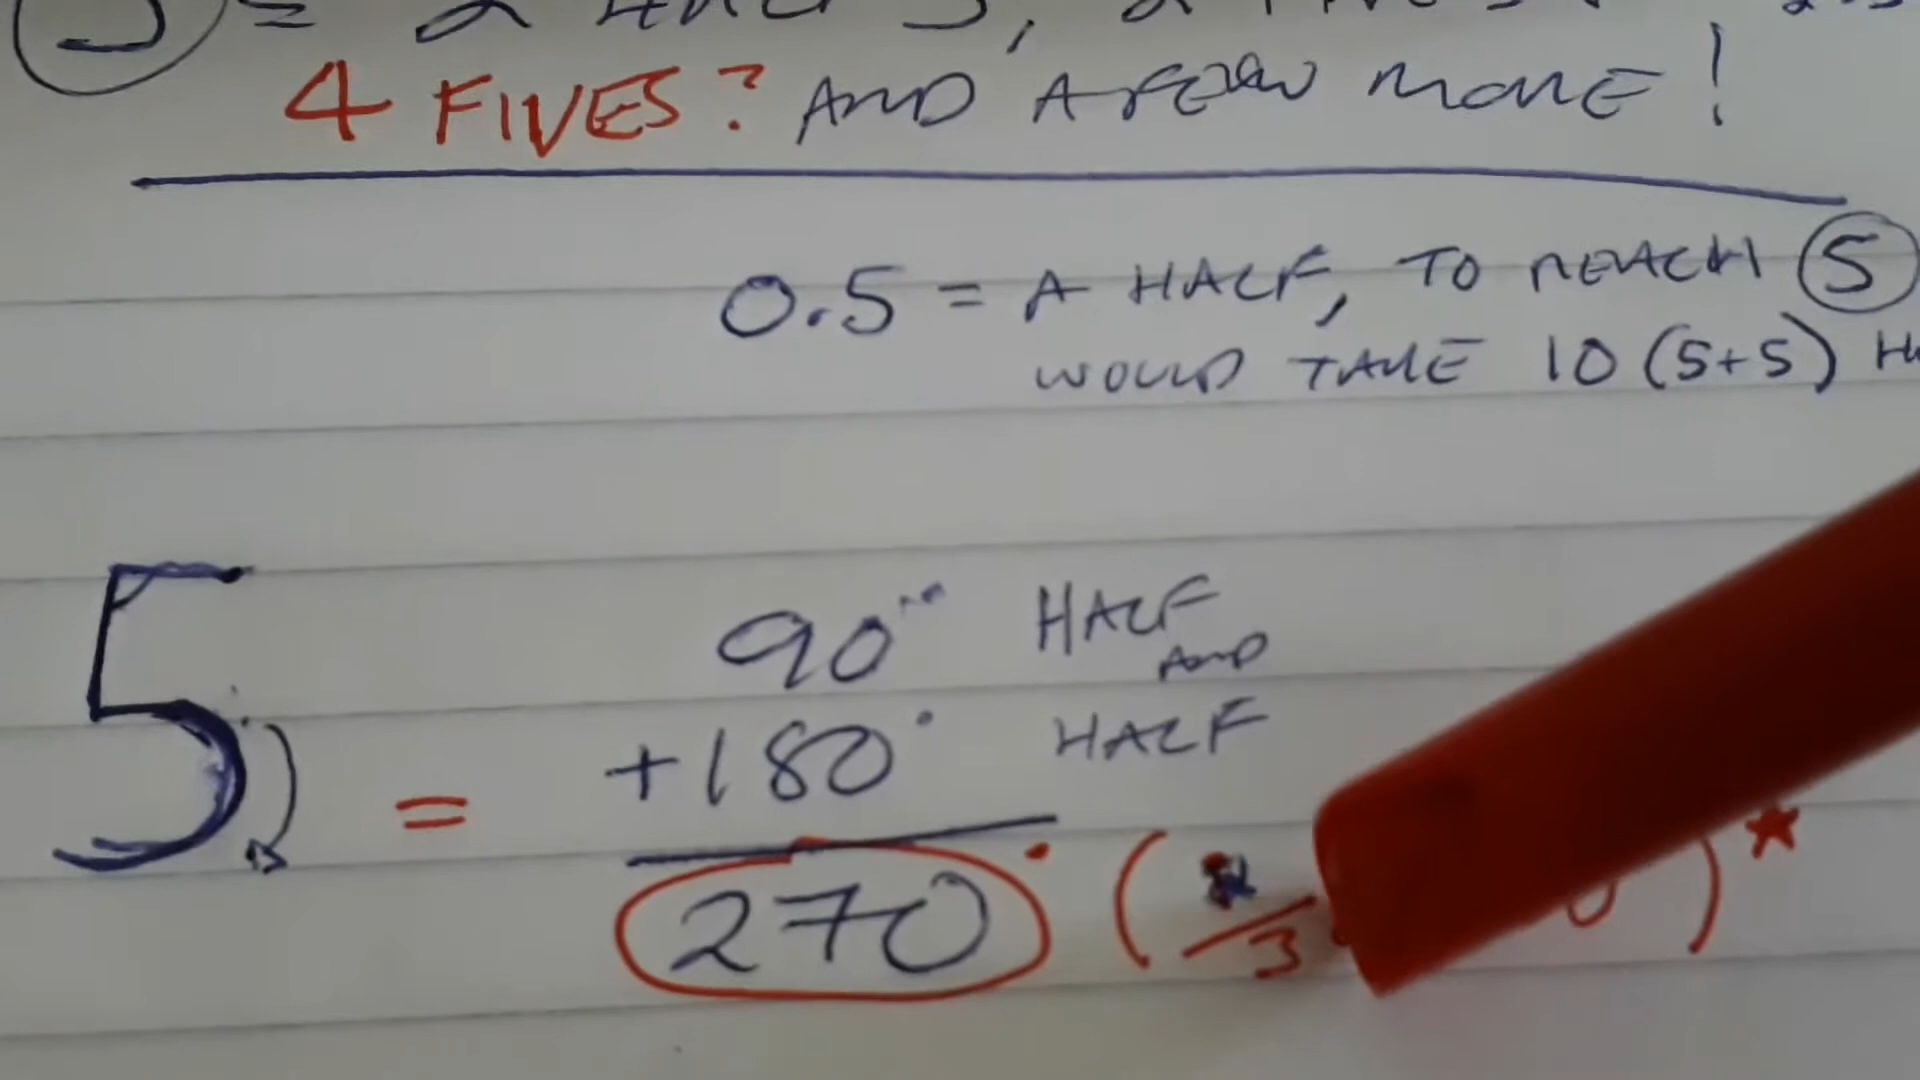 4 FIVES? AND A FEW MORE!
0.5 = A HALF, TO REACH 5
WOULD TAKE 10 (5+5)
5 = 90° HALF
AND
+180° HALF
270° (